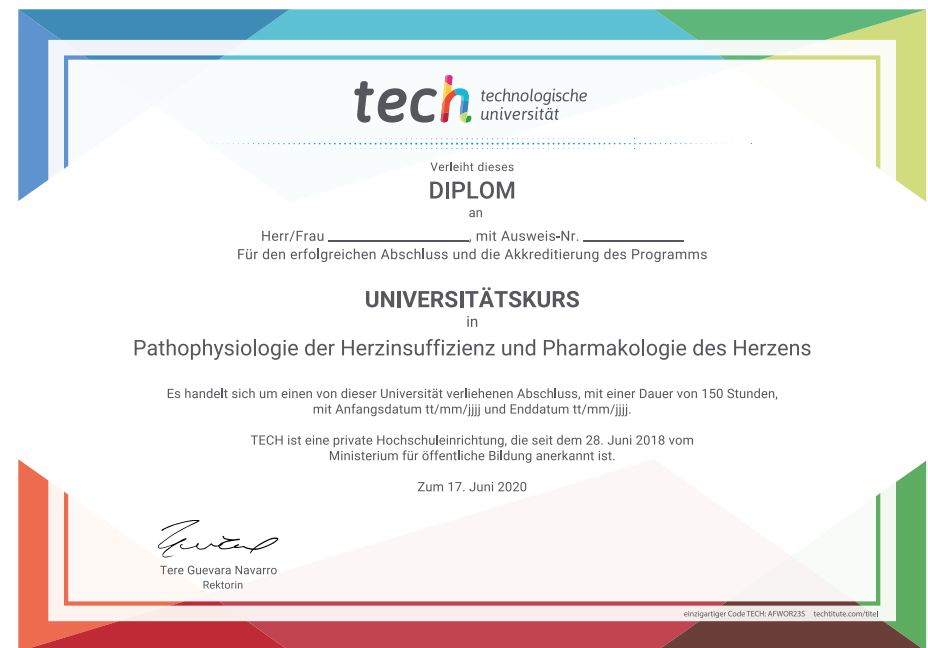 tech technologische
universität
Verleiht dieses
DIPLOM
an
Herr/Frau ____________________, mit Ausweis-Nr. ______________
Für den erfolgreichen Abschluss und die Akkreditierung des Programms
UNIVERSITÄTSKURS
in
Pathophysiologie der Herzinsuffizienz und Pharmakologie des Herzens
Es handelt sich um einen von dieser Universität verliehenen Abschluss, mit einer Dauer von 150 Stunden,
mit Anfangsdatum tt/mm/jjjj und Enddatum tt/mm/jjjj.
TECH ist eine private Hochschuleinrichtung, die seit dem 28. Juni 2018 vom
Ministerium für öffentliche Bildung anerkannt ist.
Zum 17. Juni 2020
Tere Guevara Navarro
Rektorin
einzigartiger Code TECH: AFWOR23S techtitute.com/titel